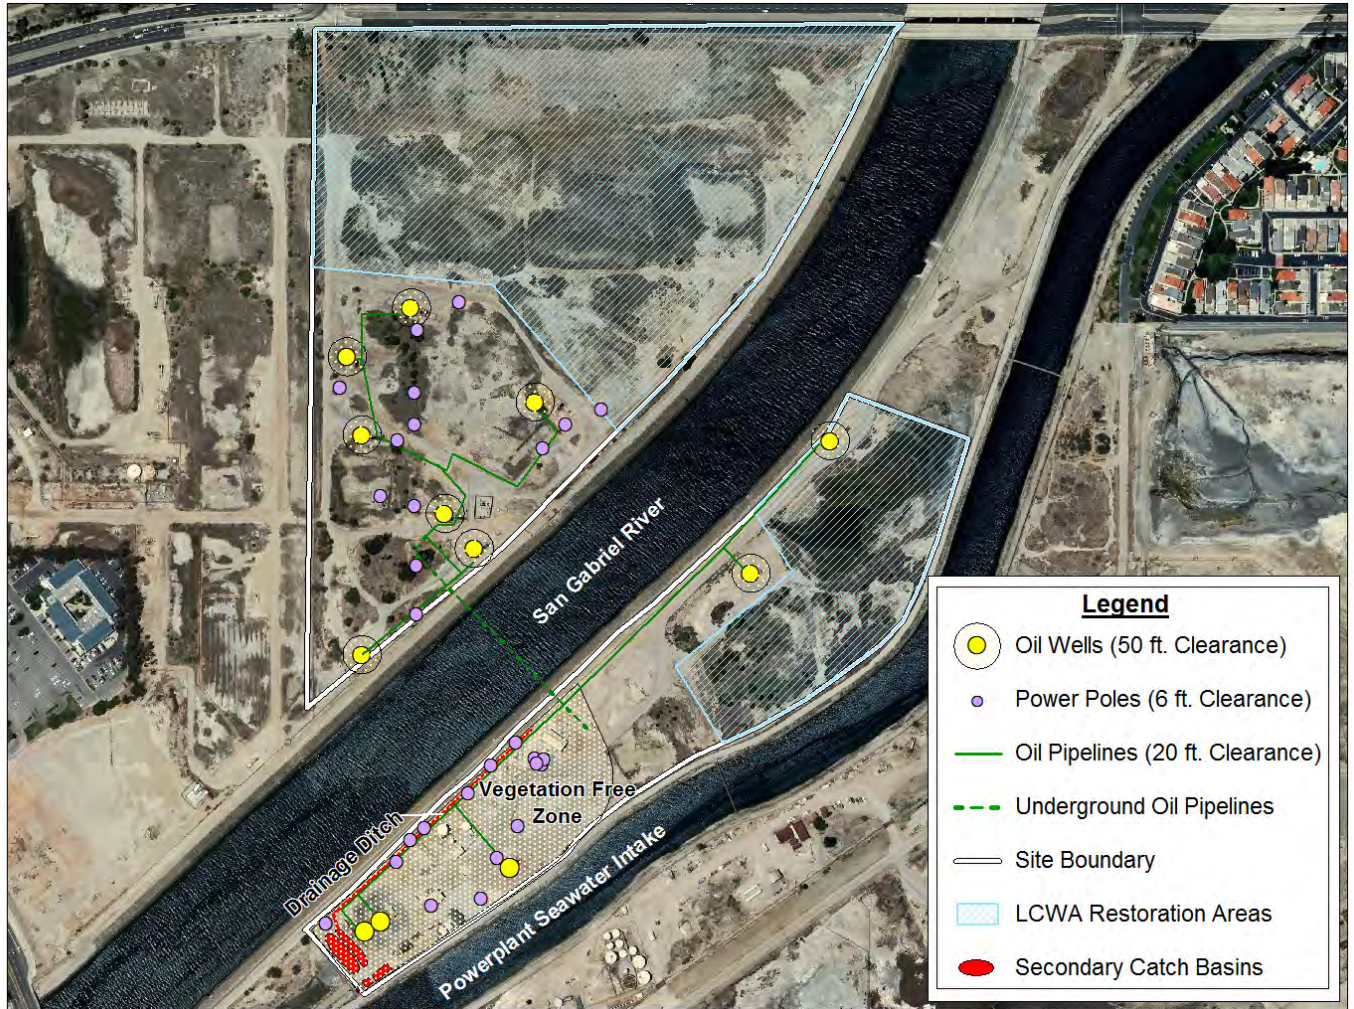 San Gabriel River
Vegetation Free
Zone
Drainage Ditch
Powerplant Seawater Intake
Legend
Oil Wells (50 ft. Clearance)
Power Poles (6 ft. Clearance)
Oil Pipelines (20 ft. Clearance)
Underground Oil Pipelines
Site Boundary
LCWA Restoration Areas
Secondary Catch Basins